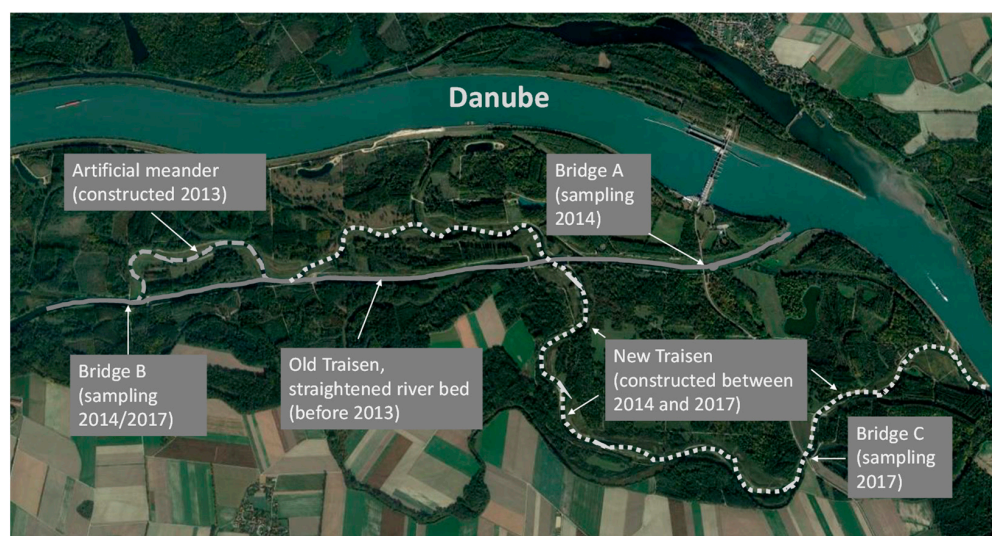 Danube
Artificial meander
(constructed 2013)
Bridge A
(sampling
2014)
Bridge B
(sampling
2014/2017)
Old Traisen,
straightened river bed
(before 2013)
New Traisen
(constructed between
2014 and 2017)
Bridge C
(sampling
2017)